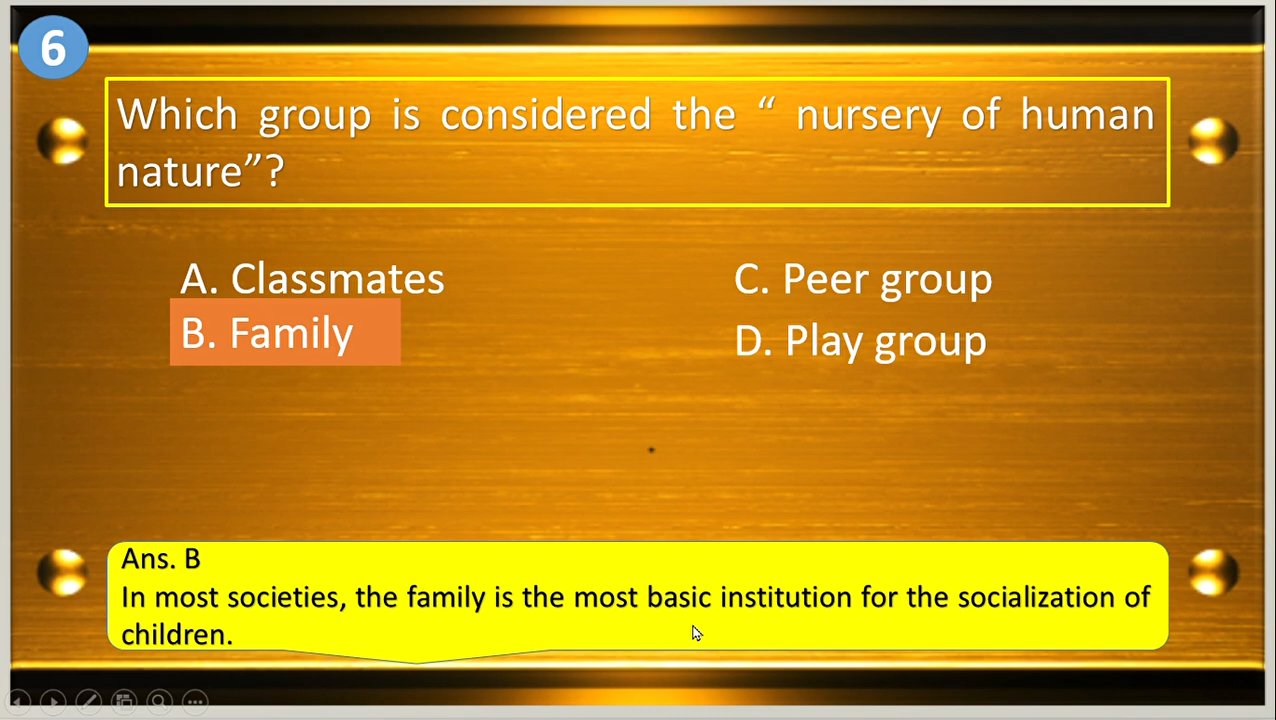 6
Which group is considered the “ nursery of human
nature”?
A. Classmates
B. Family
C. Peer group
D. Play group
Ans. B
In most societies, the family is the most basic institution for the socialization of
children.